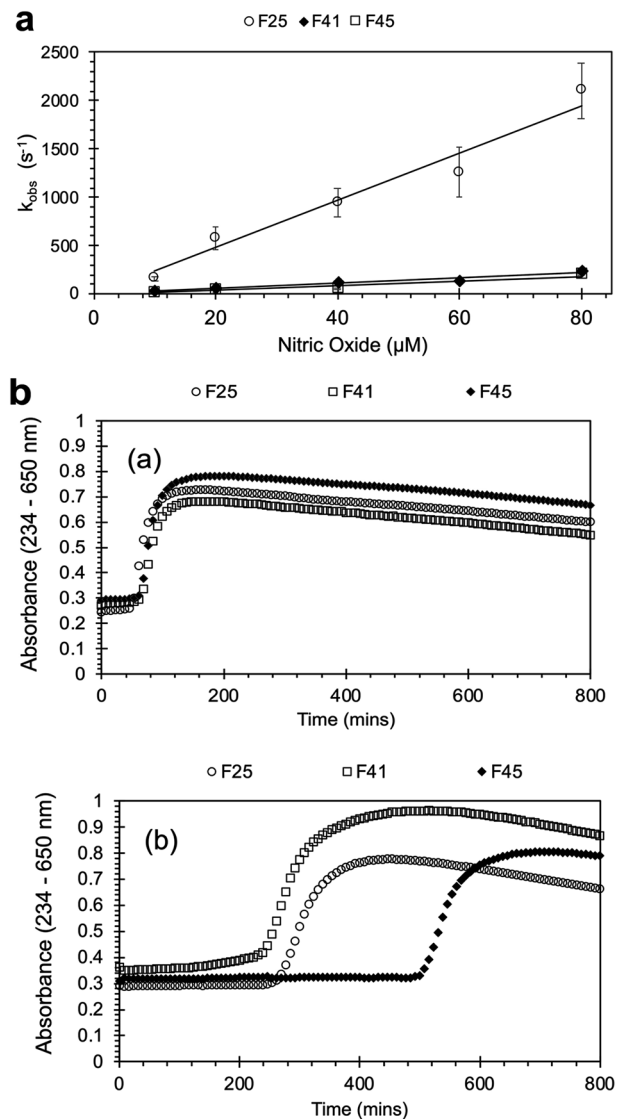 a
F25 F41 F45
2500
2000
1500
1000
500
0
k_obs (s⁻¹)
0 20 40 60 80
Nitric Oxide (µM)
b
F25 F41 F45
(a)
1
0.9
0.8
0.7
0.6
0.5
0.4
0.3
0.2
0.1
0
Absorbance (234 - 650 nm)
0 200 400 600 800
Time (mins)
F25 F41 F45
(b)
1
0.9
0.8
0.7
0.6
0.5
0.4
0.3
0.2
0.1
0
Absorbance (234 - 650 nm)
0 200 400 600 800
Time (mins)